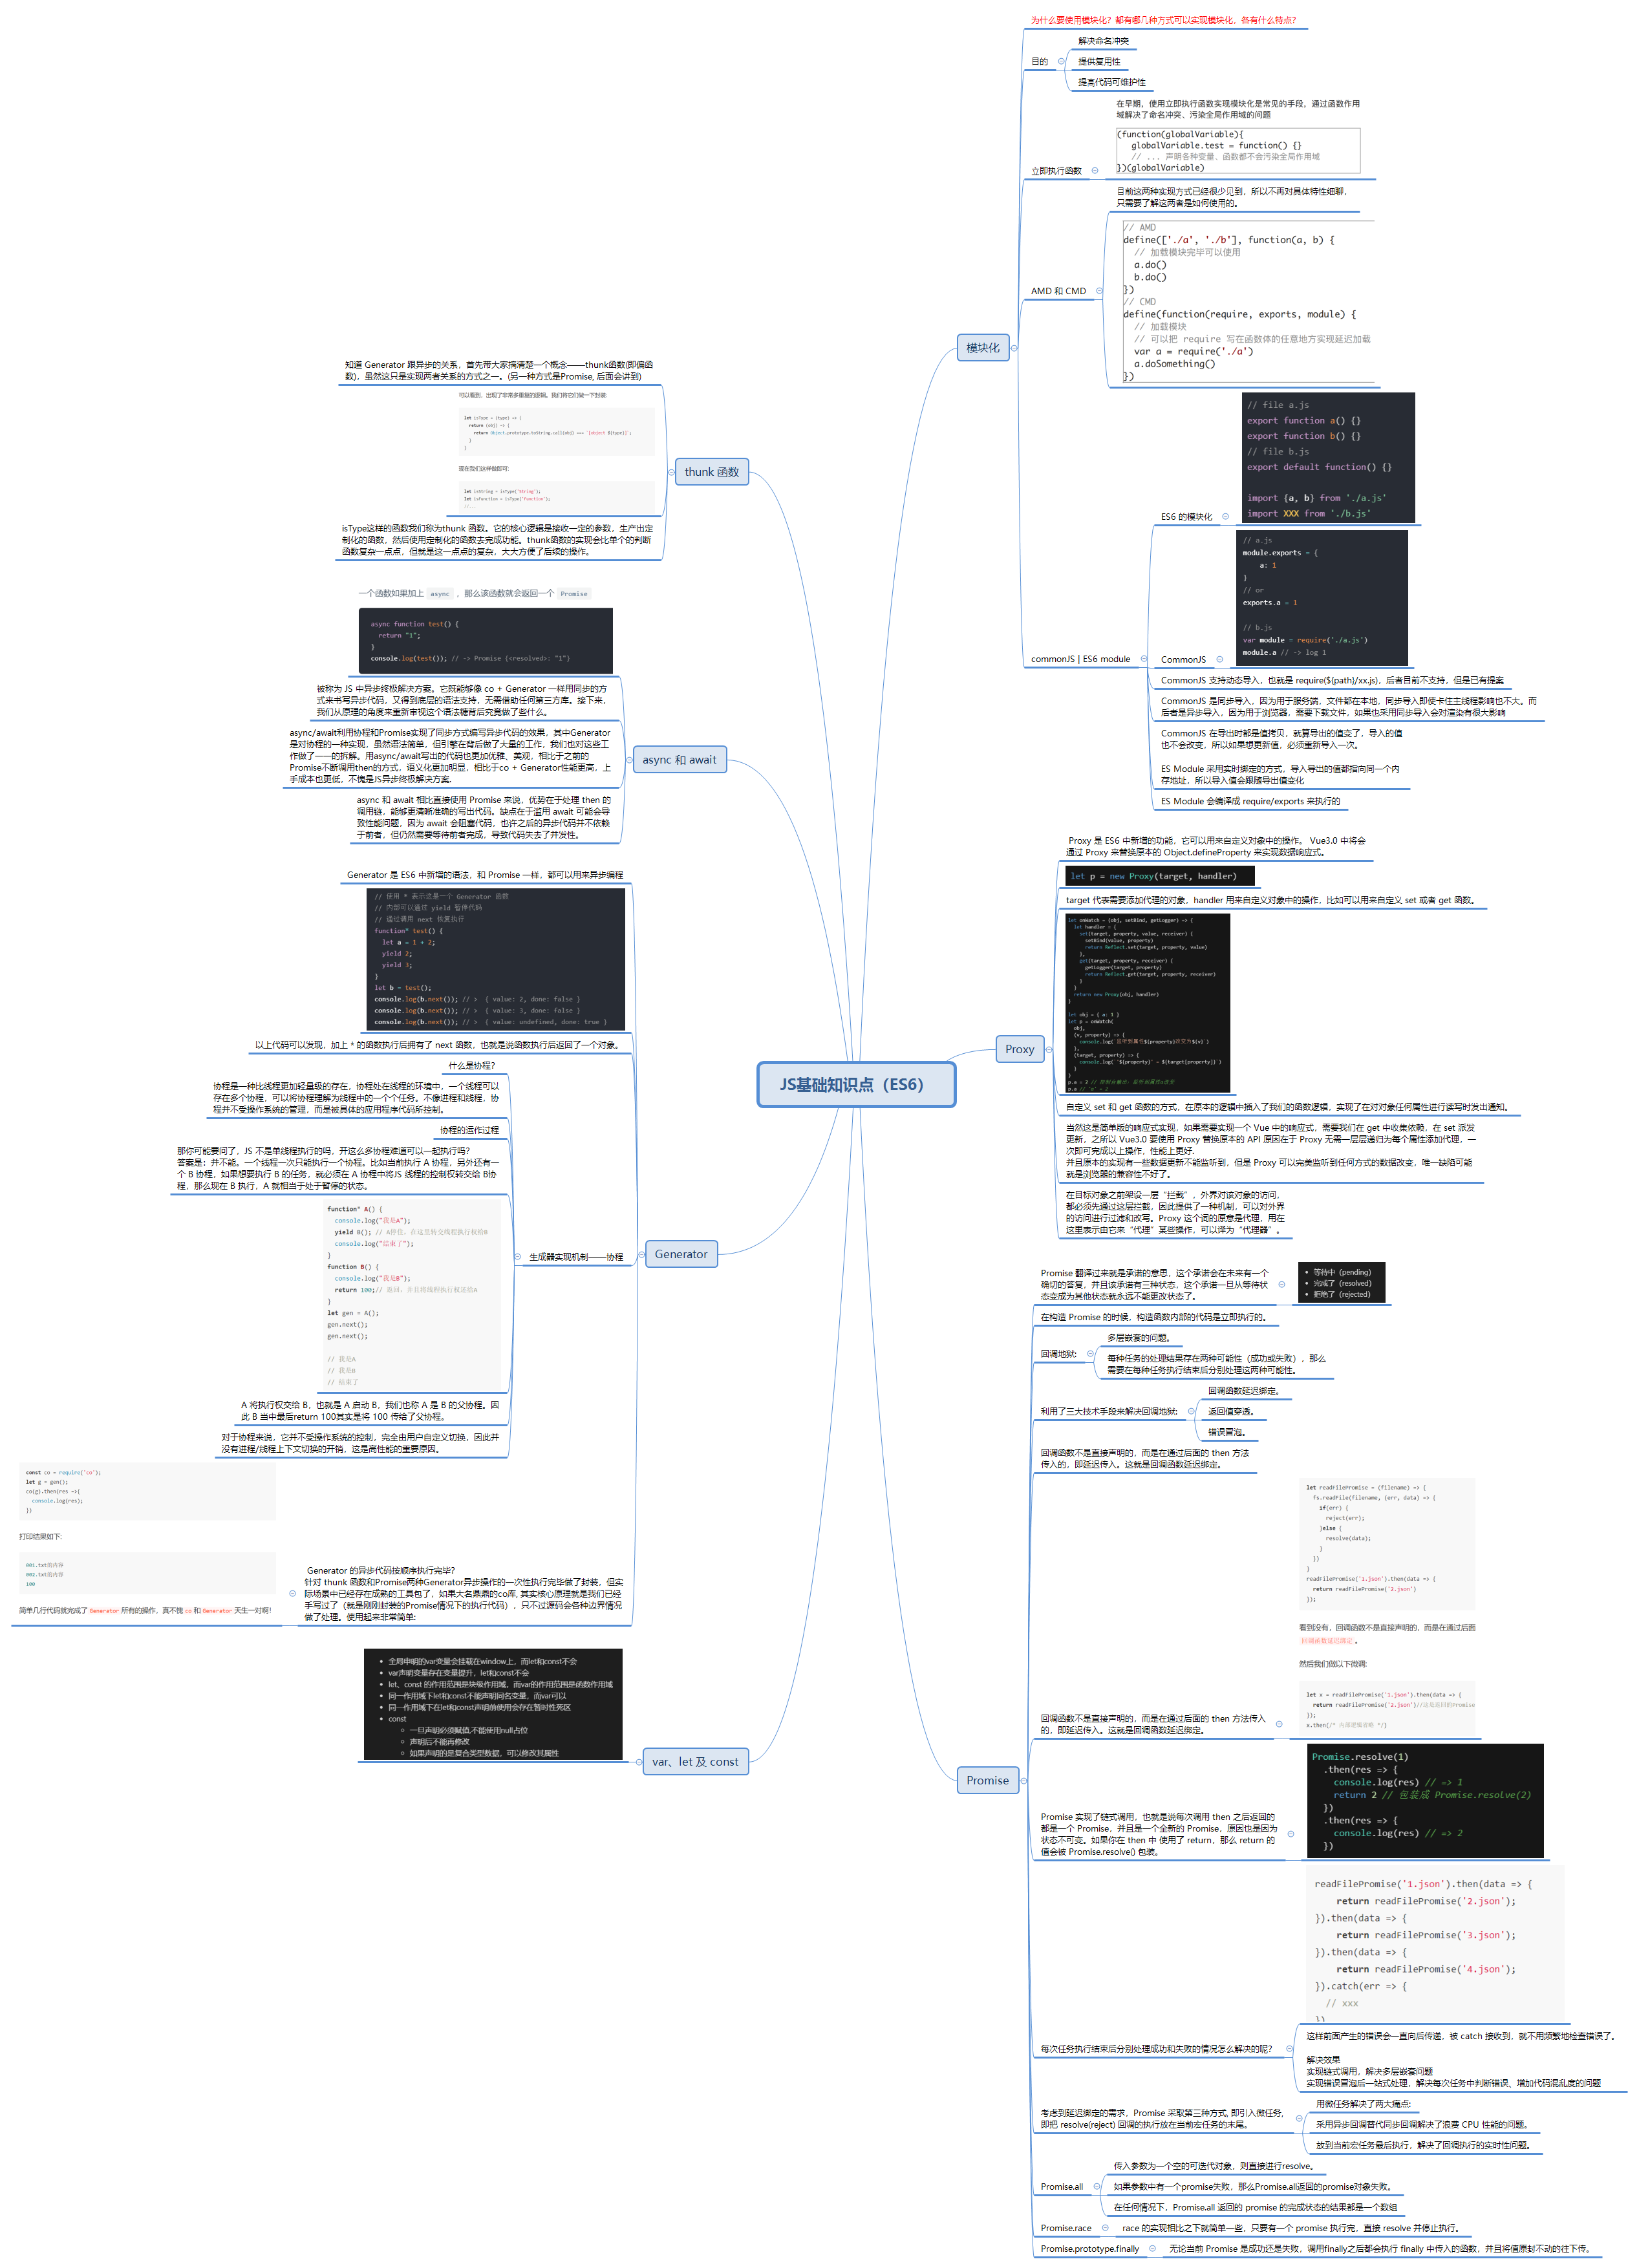 JS基础知识点（ES6）
模块化
为什么要使用模块化？都有哪几种方式可以实现模块化，各有什么特点？
目的
解决命名冲突
提供复用性
提高代码可维护性
立即执行函数
在早期，使用立即执行函数实现模块化是常见的手段，通过函数作用
域解决了命名冲突、污染全局作用域的问题
(function(globalVariable){
globalVariable.test = function() {}
// ... 声明各种变量、函数都不会污染全局作用域
})(globalVariable)
AMD 和 CMD
目前这两种实现方式已经很少见到，所以不再对具体特性细聊，
只需要了解这两者是如何使用的。
// AMD
define(['./a', './b'], function(a, b) {
// 加载模块完毕可以使用
a.do()
b.do()
})
// CMD
define(function(require, exports, module) {
// 加载模块
// 可以把 require 写在函数体的任意地方实现延迟加载
var a = require('./a')
a.doSomething()
})
commonJS | ES6 module
ES6 的模块化
// file a.js
export function a() {}
export function b() {}
// file b.js
export default function() {}
import {a, b} from './a.js'
import XXX from './b.js'
CommonJS
// a.js
module.exports = {
a: 1
}
// or
exports.a = 1
// b.js
var module = require('./a.js')
module.a // -> log 1
CommonJS 支持动态导入，也就是 require(${path}/xx.js)，后者目前不支持，但是已有提案
CommonJS 是同步导入，因为用于服务端，文件都在本地，同步导入即使卡住主线程影响也不大。而
后者是异步导入，因为用于浏览器，需要下载文件，如果也采用同步导入会对渲染有很大影响
CommonJS 在导出时都是值拷贝，就算导出的值变了，导入的值
也不会改变，所以如果想更新值，必须重新导入一次。
ES Module 采用实时绑定的方式，导入导出的值都指向同一个内
存地址，所以导入值会跟随导出值变化
ES Module 会编译成 require/exports 来执行的
Proxy
Proxy 是 ES6 中新增的功能，它可以用来自定义对象中的操作。 Vue3.0 中将会
通过 Proxy 来替换原本的 Object.defineProperty 来实现数据响应式。
let p = new Proxy(target, handler)
target 代表需要添加代理的对象，handler 用来自定义对象中的操作，比如可以用来自定义 set 或者 get 函数。
let onWatch = (obj, setBind, getLogger) => {
let handler = {
set(target, property, value, receiver) {
setBind(value, property)
return Reflect.set(target, property, value)
},
get(target, property, receiver) {
getLogger(target, property)
return Reflect.get(target, property, receiver)
}
}
return new Proxy(obj, handler)
}
let obj = { a: 1 }
let p = onWatch(
obj,
(v, property) => {
console.log(`监听到属性${property}改变为${v}`)
},
(target, property) => {
console.log(`'${property}' = ${target[property]}`)
}
)
p.a = 2 // 控制台输出：监听到属性a改变
p.a // 'a' = 2
自定义 set 和 get 函数的方式，在原本的逻辑中插入了我们的函数逻辑，实现了在对对象任何属性进行读写时发出通知。
当然这是简单版的响应式实现，如果需要实现一个 Vue 中的响应式，需要我们在 get 中收集依赖，在 set 派发
更新，之所以 Vue3.0 要使用 Proxy 替换原本的 API 原因在于 Proxy 无需一层层递归为每个属性添加代理，一
次即可完成以上操作，性能上更好.
并且原本的实现有一些数据更新不能监听到，但是 Proxy 可以完美监听到任何方式的数据改变，唯一缺陷可能
就是浏览器的兼容性不好了。
在目标对象之前架设一层“拦截”，外界对该对象的访问，
都必须先通过这层拦截，因此提供了一种机制，可以对外界
的访问进行过滤和改写。Proxy 这个词的原意是代理，用在
这里表示由它来“代理”某些操作，可以译为“代理器”。
Promise
Promise 翻译过来就是承诺的意思，这个承诺会在未来有一个
确切的答复，并且该承诺有三种状态，这个承诺一旦从等待状
态变成为其他状态就永远不能更改状态了。
• 等待中（pending）
• 完成了（resolved）
• 拒绝了（rejected）
在构造 Promise 的时候，构造函数内部的代码是立即执行的。
回调地狱:
多层嵌套的问题。
每种任务的处理结果存在两种可能性（成功或失败），那么
需要在每种任务执行结束后分别处理这两种可能性。
利用了三大技术手段来解决回调地狱:
回调函数延迟绑定。
返回值穿透。
错误冒泡。
回调函数不是直接声明的，而是在通过后面的 then 方法
传入的，即延迟传入。这就是回调函数延迟绑定。
回调函数不是直接声明的，而是在通过后面的 then 方法传入
的，即延迟传入。这就是回调函数延迟绑定。
let readFilePromise = (filename) => {
fs.readFile(filename, (err, data) => {
if(err) {
reject(err);
}else {
resolve(data);
}
})
}
readFilePromise('1.json').then(data => {
return readFilePromise('2.json')
});
看到没有，回调函数不是直接声明的，而是在通过后面
回调函数延迟绑定 。
然后我们做以下微调:
let x = readFilePromise('1.json').then(data => {
return readFilePromise('2.json')//这是返回的Promise
});
x.then(/* 内部逻辑省略 */)
Promise 实现了链式调用，也就是说每次调用 then 之后返回的
都是一个 Promise，并且是一个全新的 Promise，原因也是因为
状态不可变。如果你在 then 中 使用了 return，那么 return 的
值会被 Promise.resolve() 包装。
Promise.resolve(1)
.then(res => {
console.log(res) // => 1
return 2 // 包装成 Promise.resolve(2)
})
.then(res => {
console.log(res) // => 2
})
每次任务执行结束后分别处理成功和失败的情况怎么解决的呢？
readFilePromise('1.json').then(data => {
return readFilePromise('2.json');
}).then(data => {
return readFilePromise('3.json');
}).then(data => {
return readFilePromise('4.json');
}).catch(err => {
// xxx
})
这样前面产生的错误会一直向后传递，被 catch 接收到，就不用频繁地检查错误了。
解决效果
实现链式调用，解决多层嵌套问题
实现错误冒泡后一站式处理，解决每次任务中判断错误、增加代码混乱度的问题
考虑到延迟绑定的需求，Promise 采取第三种方式, 即引入微任务,
即把 resolve(reject) 回调的执行放在当前宏任务的末尾。
用微任务解决了两大痛点:
采用异步回调替代同步回调解决了浪费 CPU 性能的问题。
放到当前宏任务最后执行，解决了回调执行的实时性问题。
Promise.all
传入参数为一个空的可迭代对象，则直接进行resolve。
如果参数中有一个promise失败，那么Promise.all返回的promise对象失败。
在任何情况下，Promise.all 返回的 promise 的完成状态的结果都是一个数组
Promise.race
race 的实现相比之下就简单一些，只要有一个 promise 执行完，直接 resolve 并停止执行。
Promise.prototype.finally
无论当前 Promise 是成功还是失败，调用finally之后都会执行 finally 中传入的函数，并且将值原封不动的往下传。
thunk 函数
知道 Generator 跟异步的关系，首先带大家搞清楚一个概念——thunk函数(即偏函
数)，虽然这只是实现两者关系的方式之一。(另一种方式是Promise, 后面会讲到)
可以看到，出现了非常多重复的逻辑。我们将它们做一下封装:
let isType = (type) => {
return (obj) => {
return Object.prototype.toString.call(obj) === `[object ${type}]`;
}
}
现在我们这样做即可:
let isString = isType('String');
let isFunction = isType('Function');
//...
isType这样的函数我们称为thunk 函数。它的核心逻辑是接收一定的参数，生产出定
制化的函数，然后使用定制化的函数去完成功能。thunk函数的实现会比单个的判断
函数复杂一点点，但就是这一点点的复杂，大大方便了后续的操作。
async 和 await
一个函数如果加上 async ，那么该函数就会返回一个 Promise
async function test() {
return "1";
}
console.log(test()); // -> Promise {<resolved>: "1"}
被称为 JS 中异步终极解决方案。它既能够像 co + Generator 一样用同步的方
式来书写异步代码，又得到底层的语法支持，无需借助任何第三方库。接下来，
我们从原理的角度来重新审视这个语法糖背后究竟做了些什么。
async/await利用协程和Promise实现了同步方式编写异步代码的效果，其中Generator
是对协程的一种实现，虽然语法简单，但引擎在背后做了大量的工作，我们也对这些工
作做了一一的拆解。用async/await写出的代码也更加优雅、美观，相比于之前的
Promise不断调用then的方式，语义化更加明显，相比于co + Generator性能更高，上
手成本也更低，不愧是JS异步终极解决方案.
async 和 await 相比直接使用 Promise 来说，优势在于处理 then 的
调用链，能够更清晰准确的写出代码。缺点在于滥用 await 可能会导
致性能问题，因为 await 会阻塞代码，也许之后的异步代码并不依赖
于前者，但仍然需要等待前者完成，导致代码失去了并发性。
Generator
Generator 是 ES6 中新增的语法，和 Promise 一样，都可以用来异步编程
// 使用 * 表示这是一个 Generator 函数
// 内部可以通过 yield 暂停代码
// 通过调用 next 恢复执行
function* test() {
let a = 1 + 2;
yield 2;
yield 3;
}
let b = test();
console.log(b.next()); // > { value: 2, done: false }
console.log(b.next()); // > { value: 3, done: false }
console.log(b.next()); // > { value: undefined, done: true }
以上代码可以发现，加上 * 的函数执行后拥有了 next 函数，也就是说函数执行后返回了一个对象。
生成器实现机制——协程
什么是协程？
协程是一种比线程更加轻量级的存在，协程处在线程的环境中，一个线程可以
存在多个协程，可以将协程理解为线程中的一个个任务。不像进程和线程，协
程并不受操作系统的管理，而是被具体的应用程序代码所控制。
协程的运作过程
那你可能要问了，JS 不是单线程执行的吗，开这么多协程难道可以一起执行吗？
答案是：并不能。一个线程一次只能执行一个协程。比如当前执行 A 协程，另外还有一
个 B 协程，如果想要执行 B 的任务，就必须在 A 协程中将JS 线程的控制权转交给 B协
程，那么现在 B 执行，A 就相当于处于暂停的状态。
function* A() {
console.log("我是A");
yield B(); // A停住，在这里转交线程执行权给B
console.log("结束了");
}
function B() {
console.log("我是B");
return 100;// 返回，并且将线程执行权还给A
}
let gen = A();
gen.next();
gen.next();
// 我是A
// 我是B
// 结束了
A 将执行权交给 B，也就是 A 启动 B，我们也称 A 是 B 的父协程。因
此 B 当中最后return 100其实是将 100 传给了父协程。
对于协程来说，它并不受操作系统的控制，完全由用户自定义切换，因此并
没有进程/线程上下文切换的开销，这是高性能的重要原因。
Generator 的异步代码按顺序执行完毕？
针对 thunk 函数和Promise两种Generator异步操作的一次性执行完毕做了封装，但实
际场景中已经存在成熟的工具包了，如果大名鼎鼎的co库, 其实核心原理就是我们已经
手写过了（就是刚刚封装的Promise情况下的执行代码），只不过源码会各种边界情况
做了处理。使用起来非常简单:
const co = require('co');
let g = gen();
co(g).then(res =>{
console.log(res);
})
打印结果如下:
001.txt的内容
002.txt的内容
100
简单几行代码就完成了 Generator 所有的操作，真不愧 co 和 Generator 天生一对啊！
var、let 及 const
• 全局申明的var变量会挂载在window上，而let和const不会
• var声明变量存在变量提升，let和const不会
• let、const 的作用范围是块级作用域，而var的作用范围是函数作用域
• 同一作用域下let和const不能声明同名变量，而var可以
• 同一作用域下在let和const声明前使用会存在暂时性死区
• const
◦ 一旦声明必须赋值,不能使用null占位
◦ 声明后不能再修改
◦ 如果声明的是复合类型数据，可以修改其属性